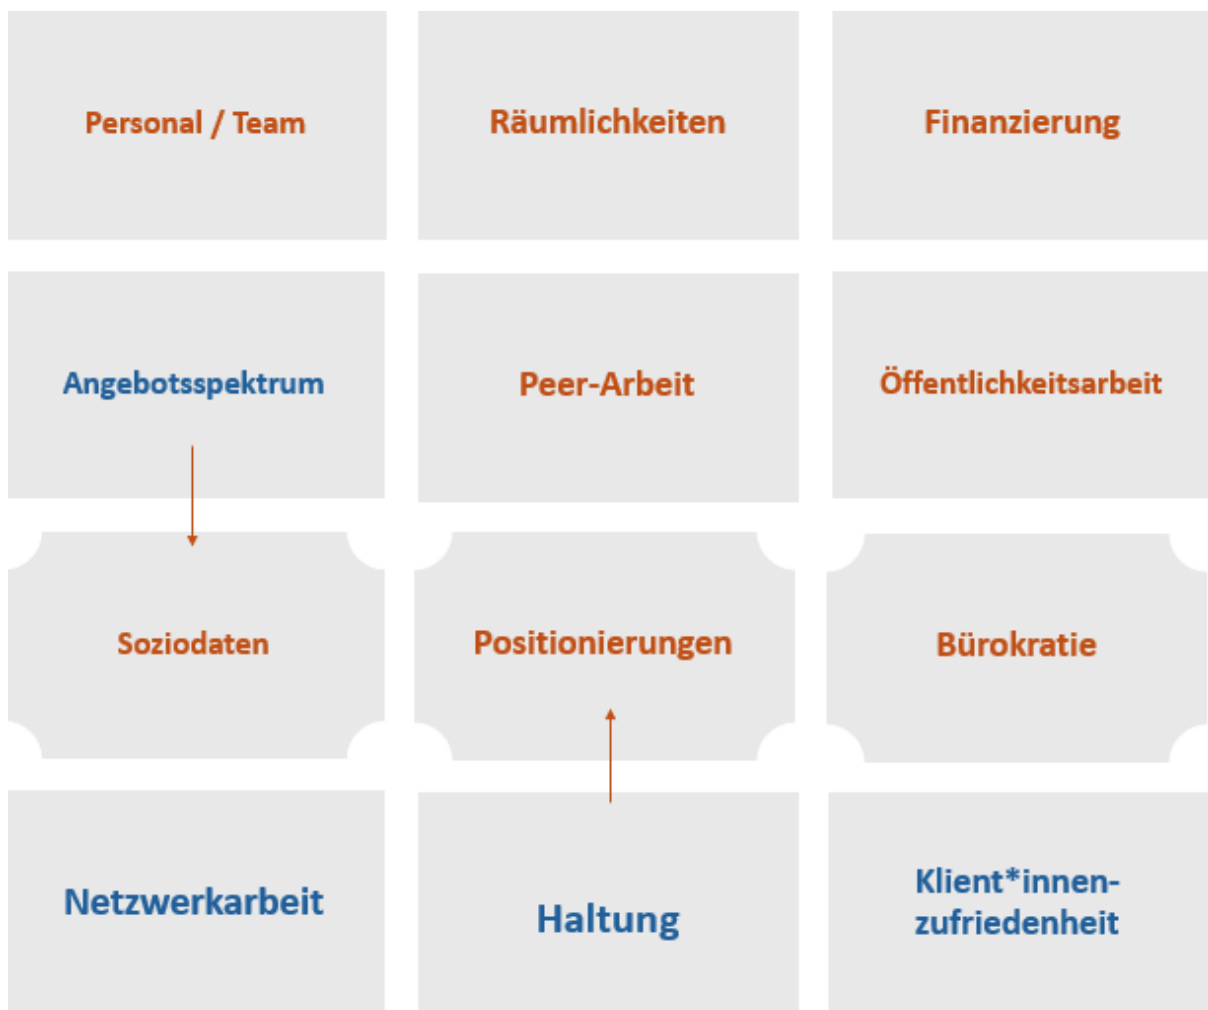 Personal / Team
Räumlichkeiten
Finanzierung
Angebotsspektrum
Peer-Arbeit
Öffentlichkeitsarbeit
Soziodaten
Positionierungen
Bürokratie
Netzwerkarbeit
Haltung
Klient*innen-
zufriedenheit